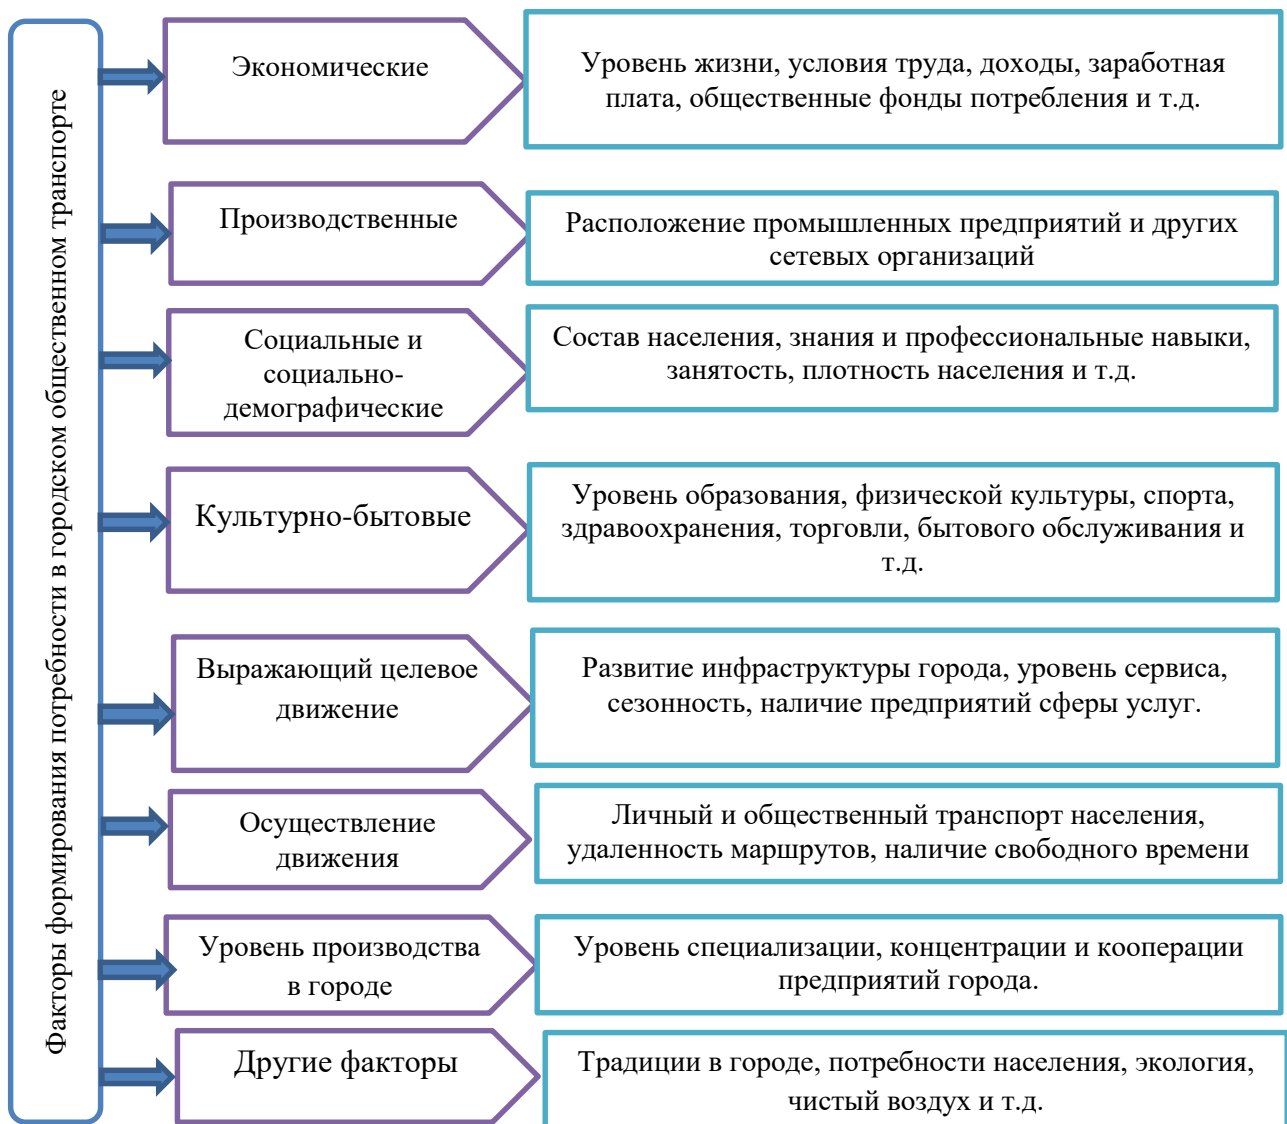 Факторы формирования потребности в городском общественном транспорте
Экономические
Уровень жизни, условия труда, доходы, заработная
плата, общественные фонды потребления и т.д.
Производственные
Расположение промышленных предприятий и других
сетевых организаций
Социальные и
социально-
демографические
Состав населения, знания и профессиональные навыки,
занятость, плотность населения и т.д.
Культурно-бытовые
Уровень образования, физической культуры, спорта,
здравоохранения, торговли, бытового обслуживания и
т.д.
Выражающий целевое
движение
Развитие инфраструктуры города, уровень сервиса,
сезонность, наличие предприятий сферы услуг.
Осуществление
движения
Личный и общественный транспорт населения,
удаленность маршрутов, наличие свободного времени
Уровень производства
в городе
Уровень специализации, концентрации и кооперации
предприятий города.
Другие факторы
Традиции в городе, потребности населения, экология,
чистый воздух и т.д.